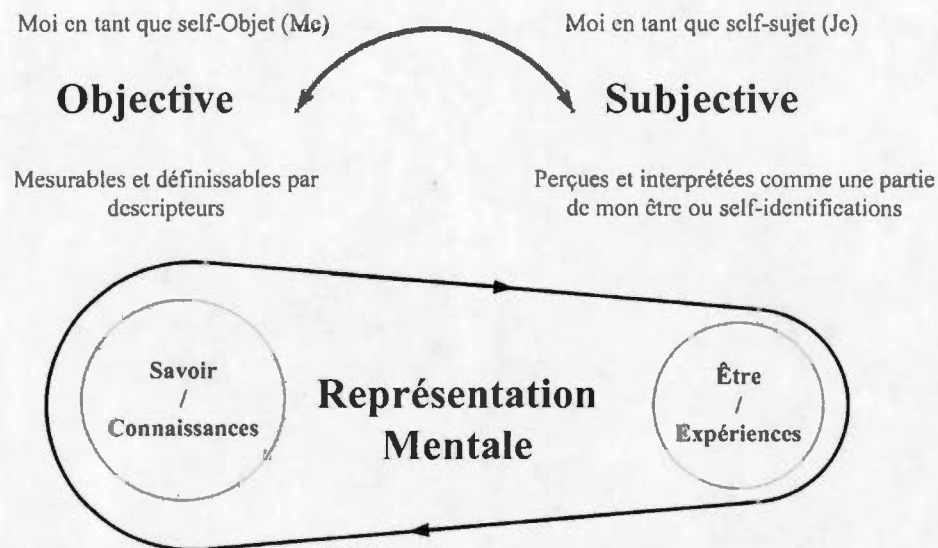 Moi en tant que self-Objet (Me)
Moi en tant que self-sujet (Je)
Objective
Subjective
Mesurables et définissables par
descripteurs
Perçues et interprétées comme une partie
de mon être ou self-identifications
Savoir
/
Connaissances
Représentation
Mentale
Être
/
Expériences